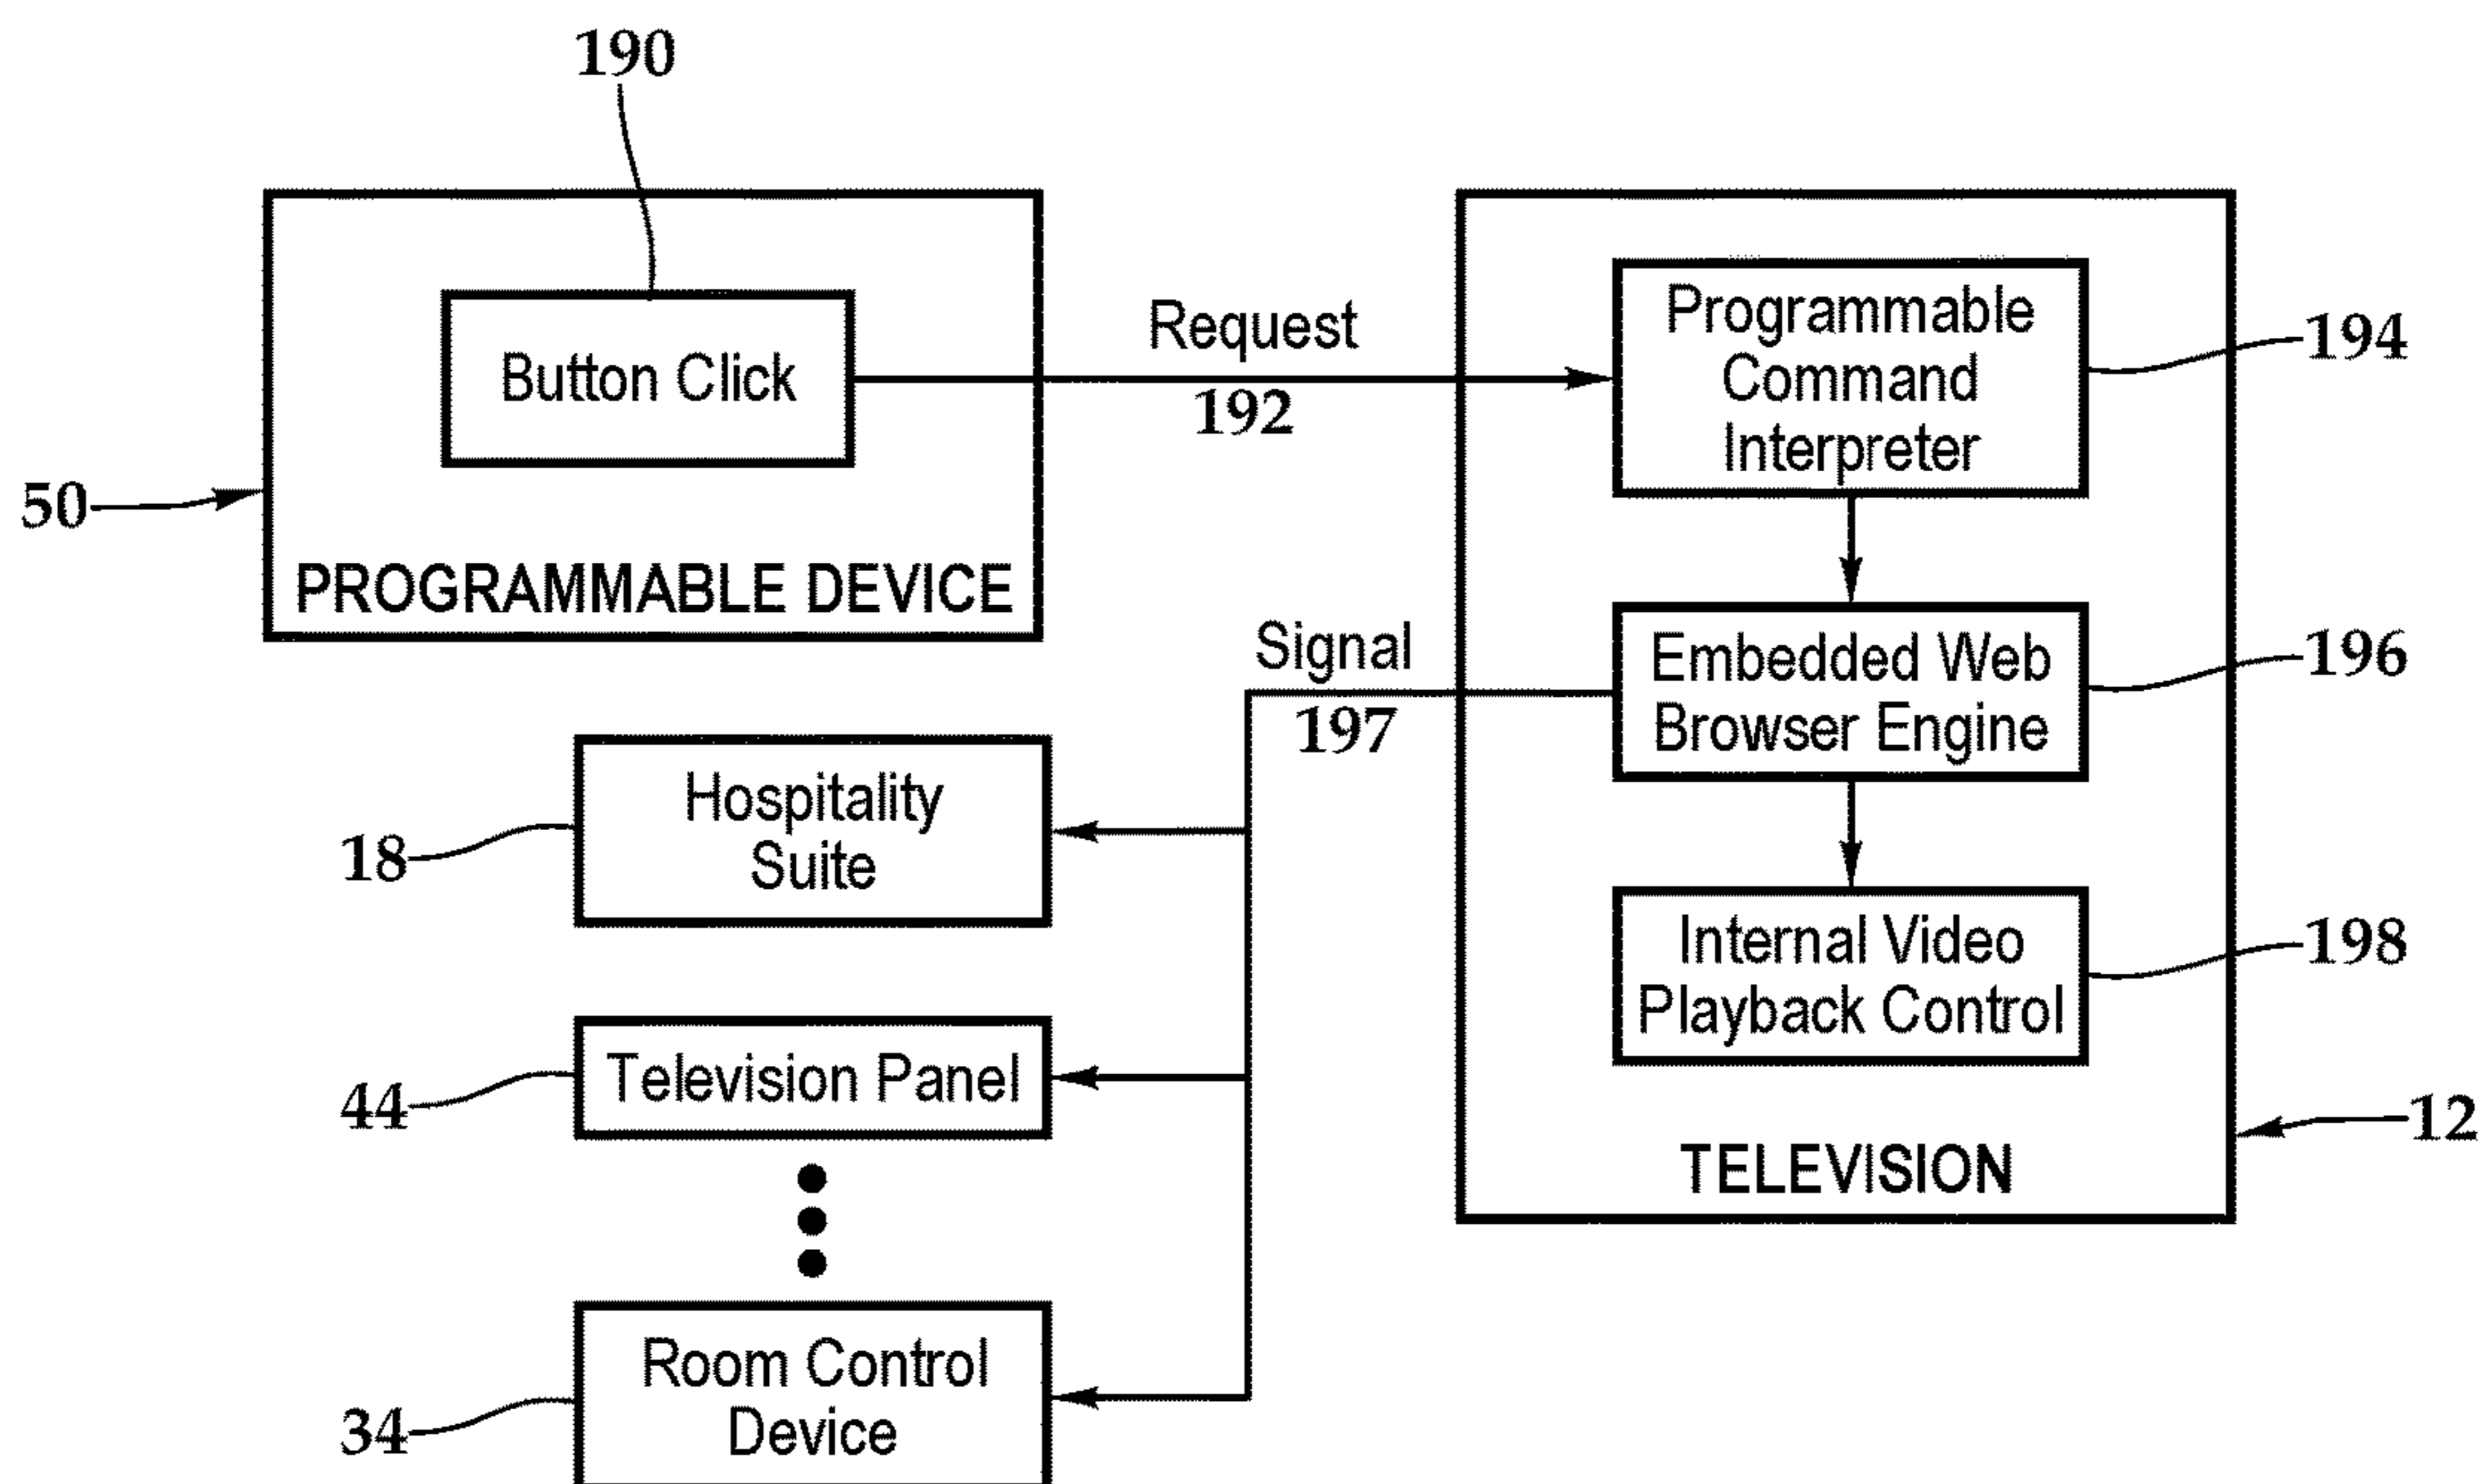 190
Button Click
50
PROGRAMMABLE DEVICE
Request
192
Programmable
Command
Interpreter
194
Signal
197
Embedded Web
Browser Engine
196
Internal Video
Playback Control
198
TELEVISION
12
Hospitality
Suite
18
Television Panel
44
Room Control
Device
34